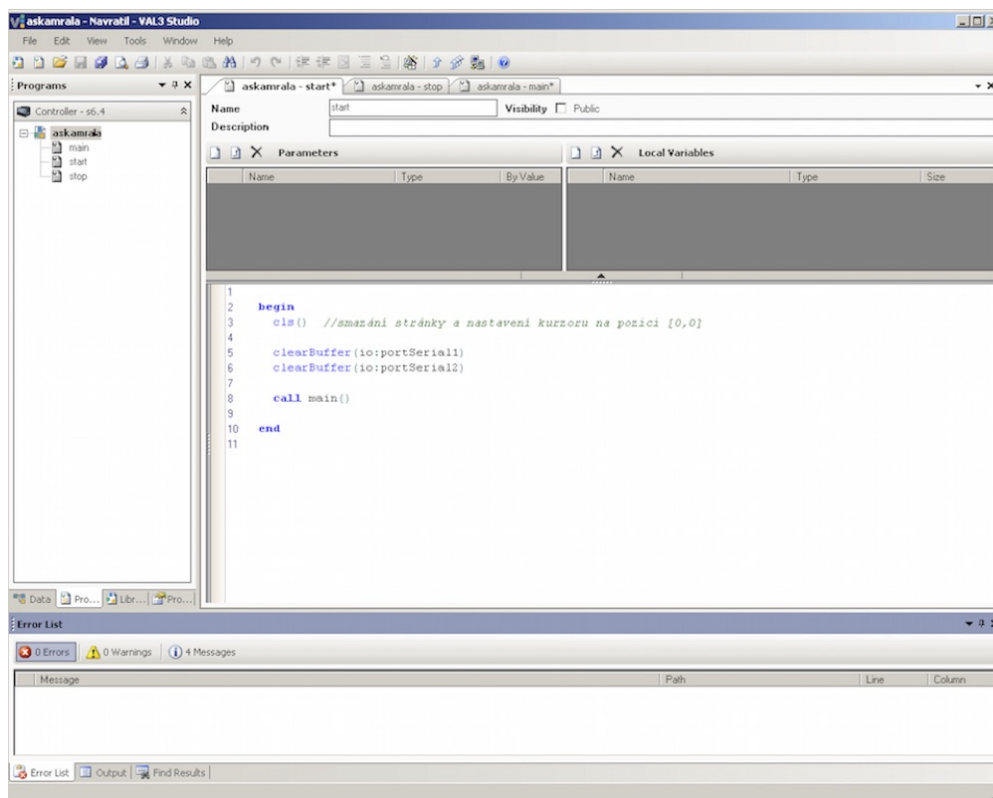 askamrala - Navratil - VAL3 Studio
File Edit View Tools Window Help
Programs
askamrala - start* askamrala - stop askamrala - main*
Controller - s6.4
askamrala
main
start
stop
Name start Visibility Public
Description
Parameters Local Variables
Name Type By Value Name Type Size
1
2 begin
3 cls() //smazání stránky a nastavení kurzoru na pozici [0,0]
4
5 clearBuffer(io:portSerial1)
6 clearBuffer(io:portSerial2)
7
8 call main()
9
10 end
11
Data Pro... Libr... Pro...
Error List
0 Errors 0 Warnings 4 Messages
Message Path Line Column
Error List Output Find Results